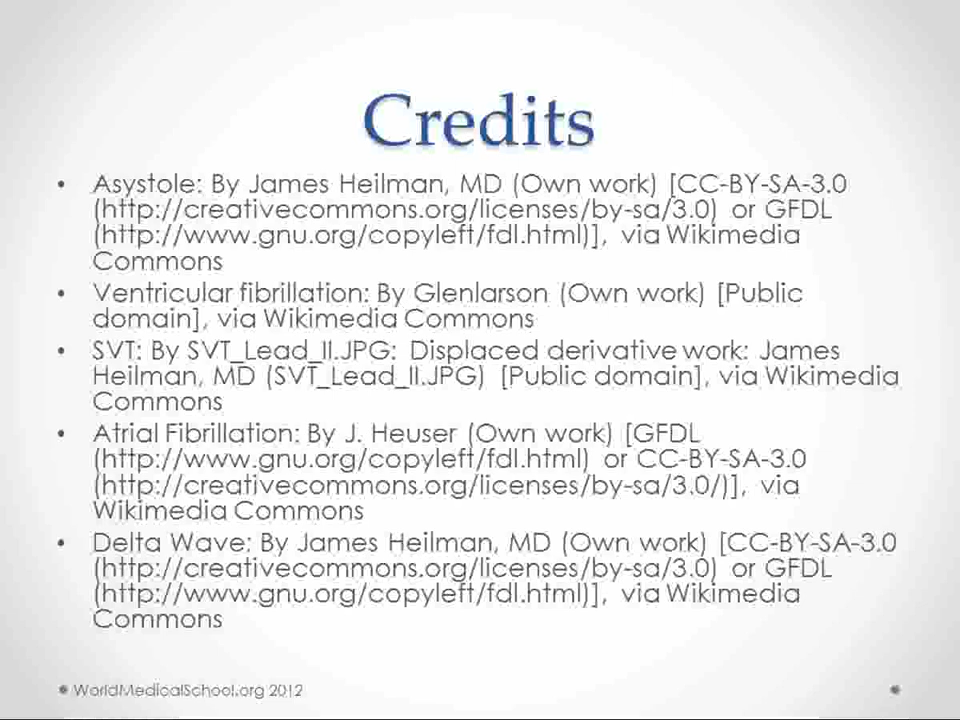 Credits
• Asystole: By James Heilman, MD (Own work) [CC-BY-SA-3.0
(http://creativecommons.org/licenses/by-sa/3.0) or GFDL
(http://www.gnu.org/copyleft/fdl.html)], via Wikimedia
Commons
• Ventricular fibrillation: By Glenlarson (Own work) [Public
domain], via Wikimedia Commons
• SVT: By SVT_Lead_II.JPG: Displaced derivative work: James
Heilman, MD (SVT_Lead_II.JPG) [Public domain], via Wikimedia
Commons
• Atrial Fibrillation: By J. Heuser (Own work) [GFDL
(http://www.gnu.org/copyleft/fdl.html) or CC-BY-SA-3.0
(http://creativecommons.org/licenses/by-sa/3.0/)], via
Wikimedia Commons
• Delta Wave: By James Heilman, MD (Own work) [CC-BY-SA-3.0
(http://creativecommons.org/licenses/by-sa/3.0) or GFDL
(http://www.gnu.org/copyleft/fdl.html)], via Wikimedia
Commons
WorldMedicalSchool.org 2012